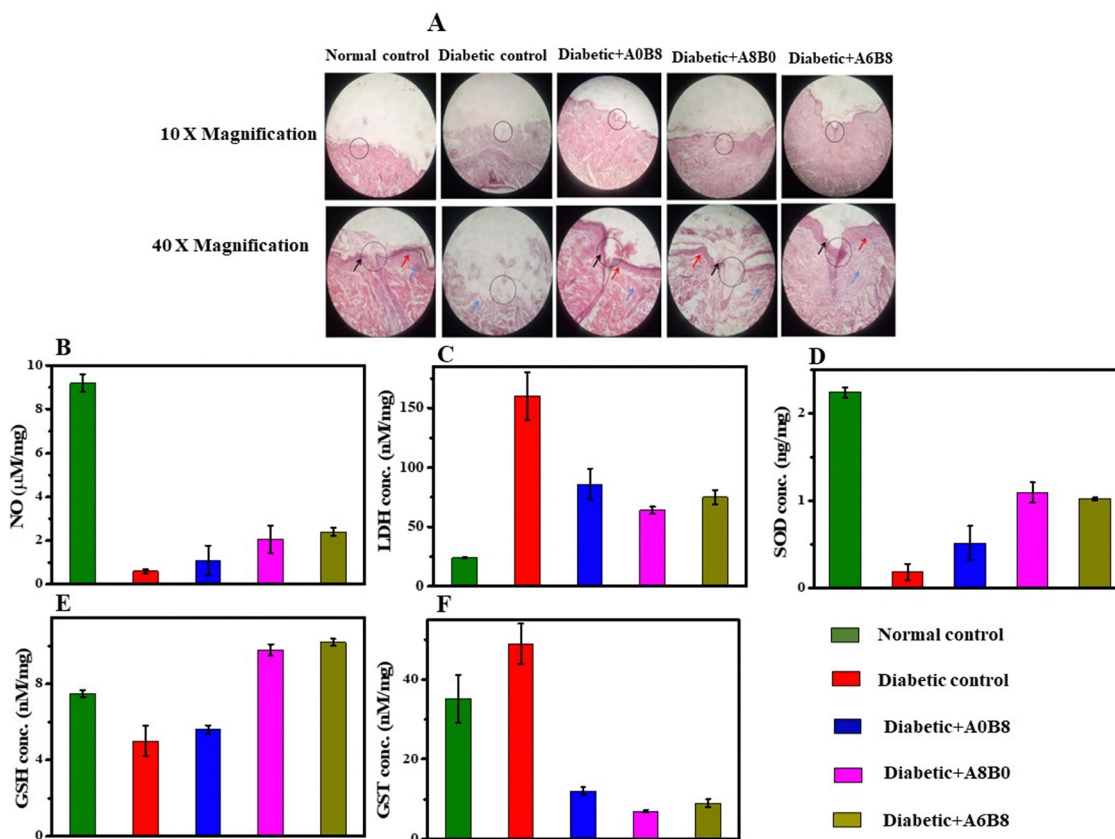 A
Normal control Diabetic control Diabetic+A0B8 Diabetic+A8B0 Diabetic+A6B8
10 X Magnification
40 X Magnification
B
10
8
6
4
2
0
NO (μM/mg)
C
150
100
50
0
LDH conc. (nM/mg)
D
2
1
0
SOD conc. (ng/mg)
E
8
4
0
GSH conc. (nM/mg)
F
40
20
0
GST conc. (nM/mg)
Normal control
Diabetic control
Diabetic+A0B8
Diabetic+A8B0
Diabetic+A6B8